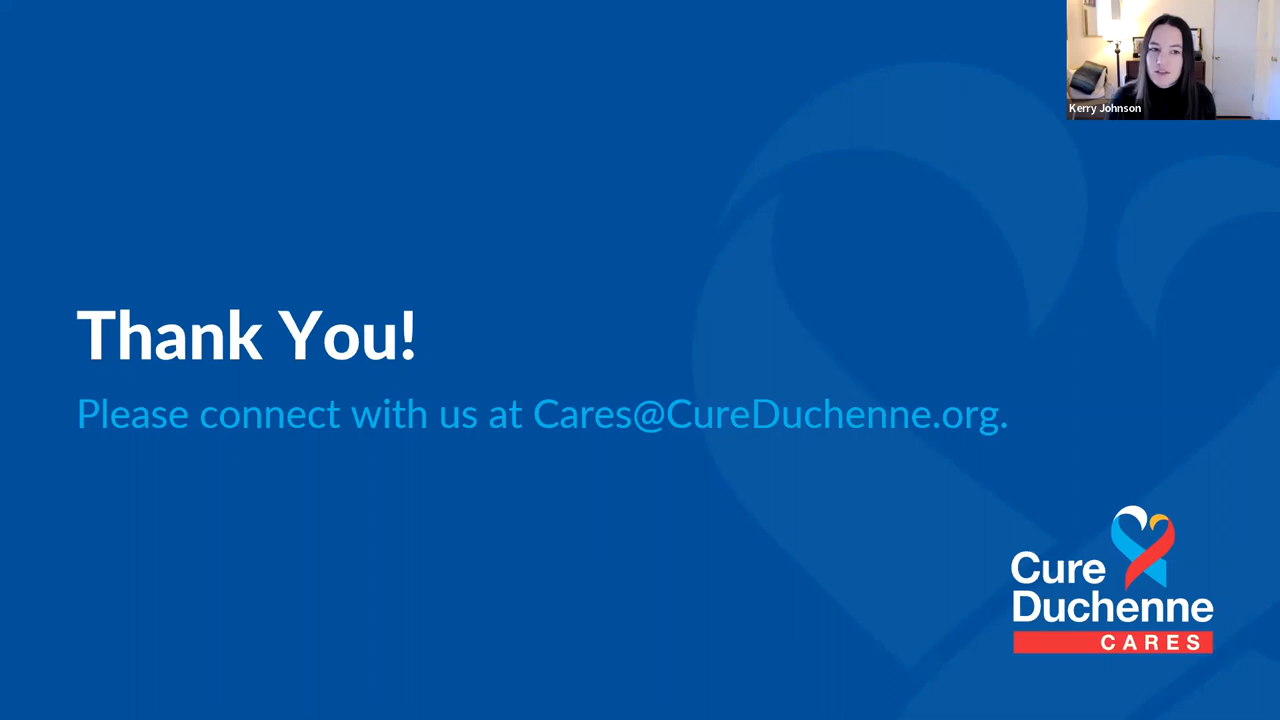 Kerry Johnson
Thank You!
Please connect with us at Cares@CureDuchenne.org.
Cure
Duchenne
CARES